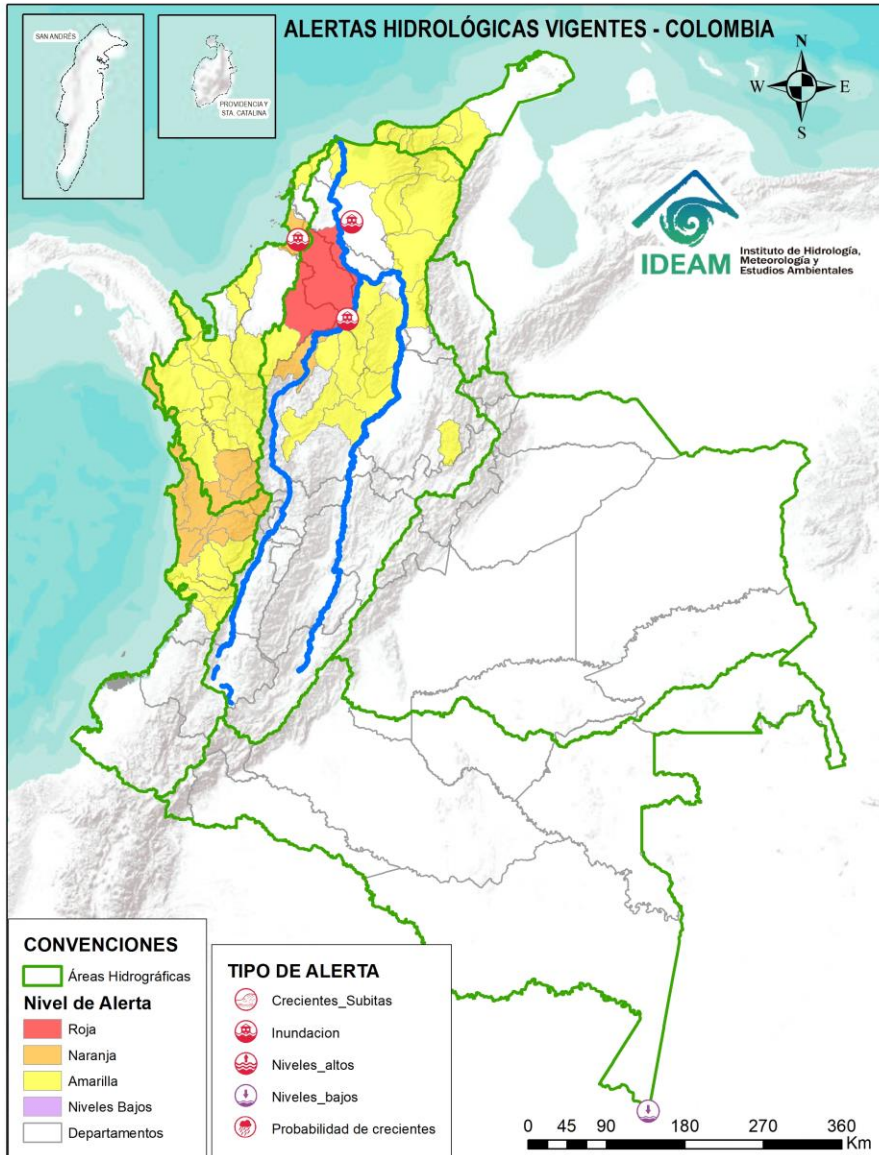 ALERTAS HIDROLÓGICAS VIGENTES - COLOMBIA
SAN ANDRÉS
PROVIDENCIA Y
STA. CATALINA
N
W
E
S
IDEAM
Instituto de Hidrología,
Meteorología y
Estudios Ambientales
CONVENCIONES
Áreas Hidrográficas
Nivel de Alerta
Roja
Naranja
Amarilla
Niveles Bajos
Departamentos
TIPO DE ALERTA
Crecientes_Subitas
Inundacion
Niveles_altos
Niveles_bajos
Probabilidad de crecientes
0 45 90 180 270 360
Km